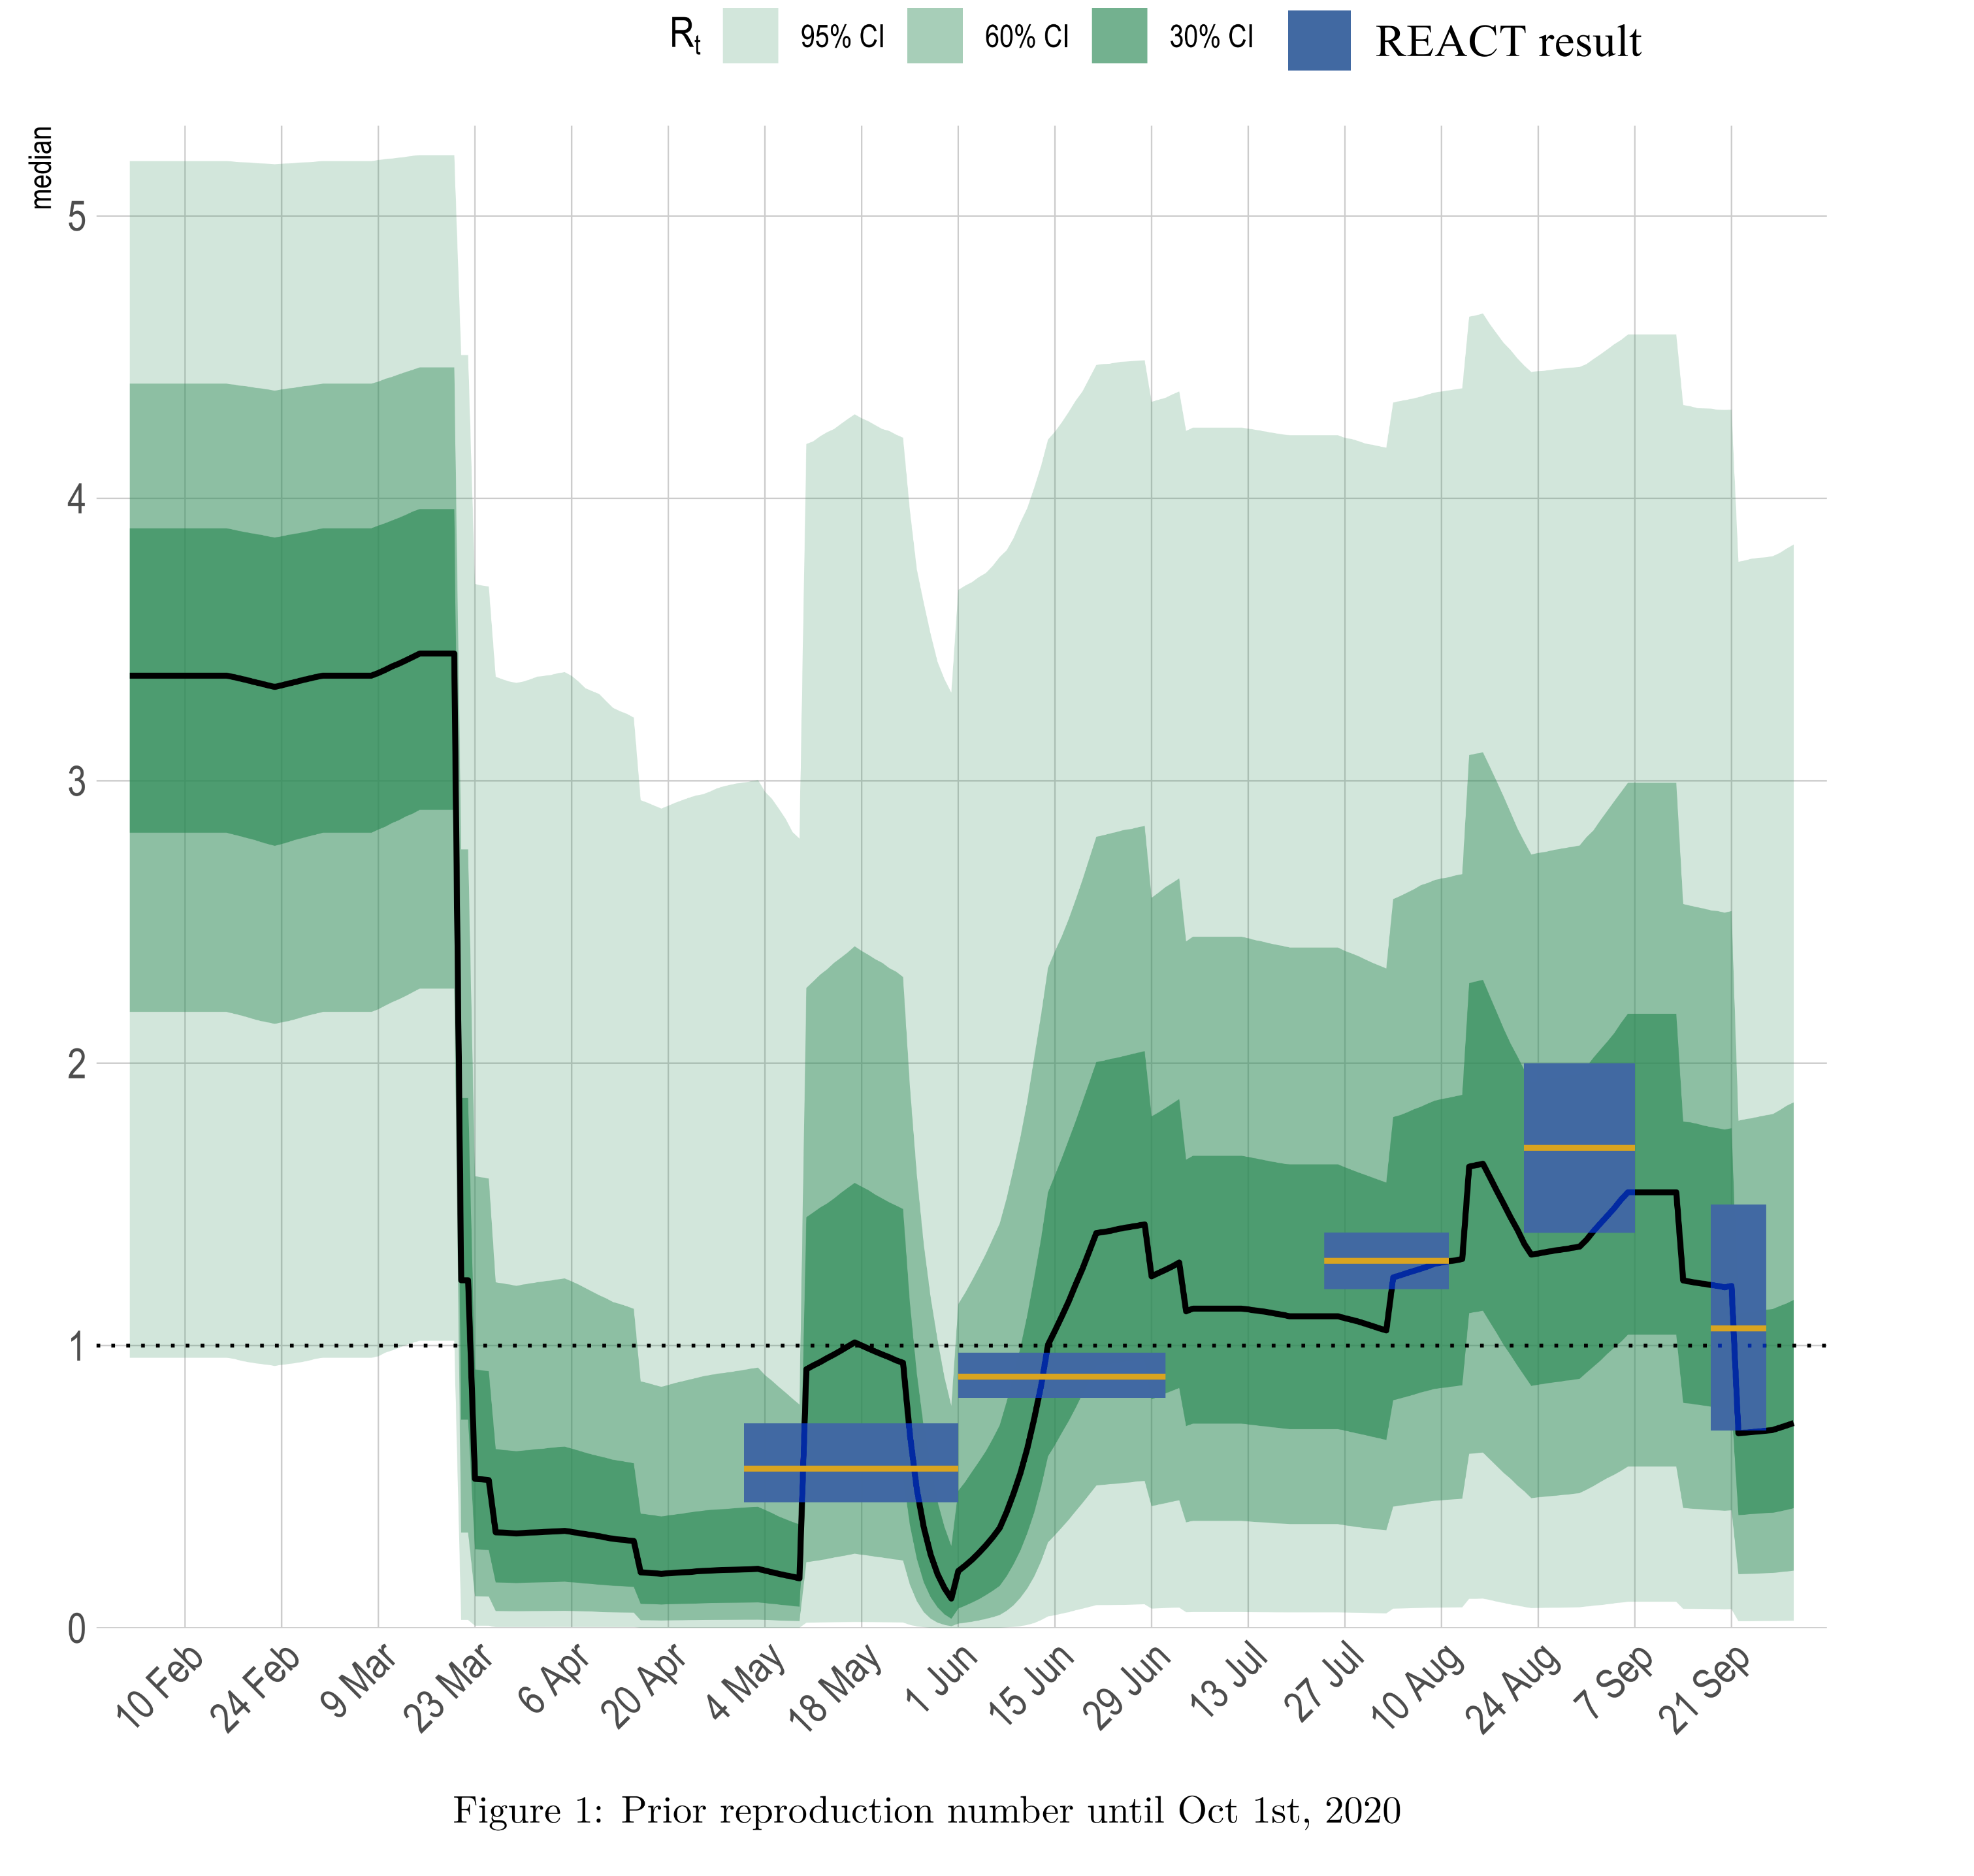 Rt 95% CI 60% CI 30% CI REACT result
median
5
4
3
2
1
0
10 Feb 24 Feb 9 Mar 23 Mar 6 Apr 20 Apr 4 May 18 May 1 Jun 15 Jun 29 Jun 13 Jul 27 Jul 10 Aug 24 Aug 7 Sep 21 Sep
Figure 1: Prior reproduction number until Oct 1st, 2020